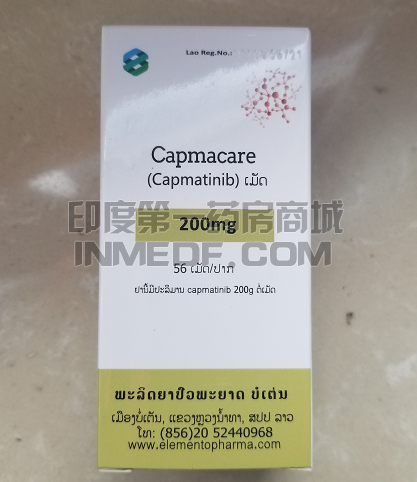 Lao Reg.No.:
Capmacare
(Capmatinib) ເມັດ
印度第一药房商城
200mg
INMEDF.COM
56 ເມັດ/ປາກ
ຢານີ້ມີປະລິມານ capmatinib 200g ຕໍ່ເມັດ
ພະລິດຍາປົວພະຍາດ ບໍ່ເຕ່ນ
ເມືອງບໍ່ເຕັນ, ແຂວງຫຼວງນ້ຳທາ, ສປປ ລາວ
ໂທ: (856)20 52440968
www.elementopharma.com